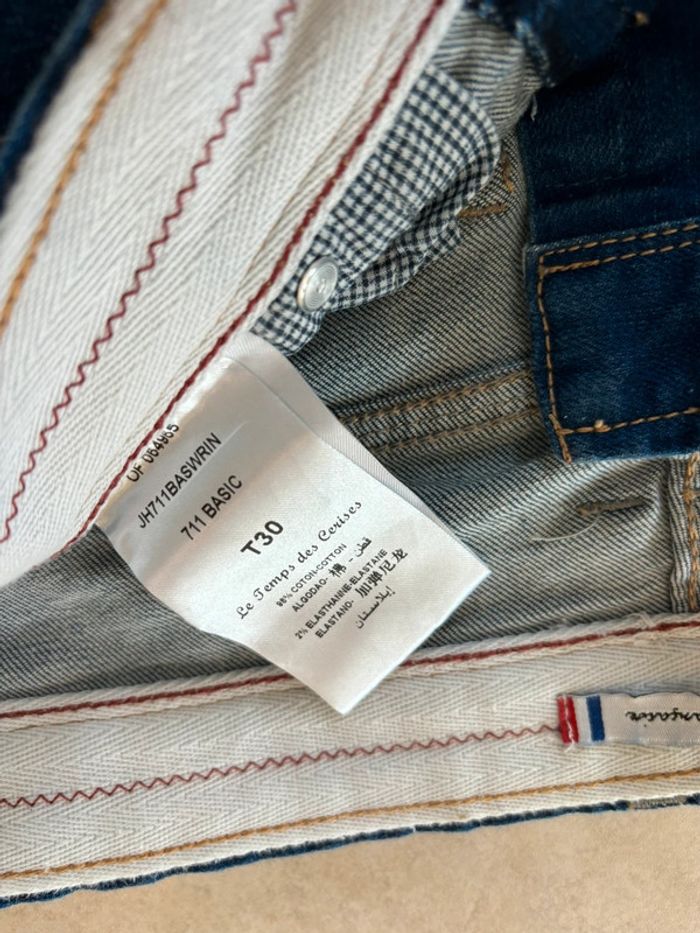 OF 064965
JH711BASWRIN
711 BASIC
T30
Le Temps des Cerises
98% COTON-COTTON
ALGODAO- 棉 - قطن
2% ELASTHANNE-ELASTANE
ELASTANO- 加弹尼龙
إيلاستان